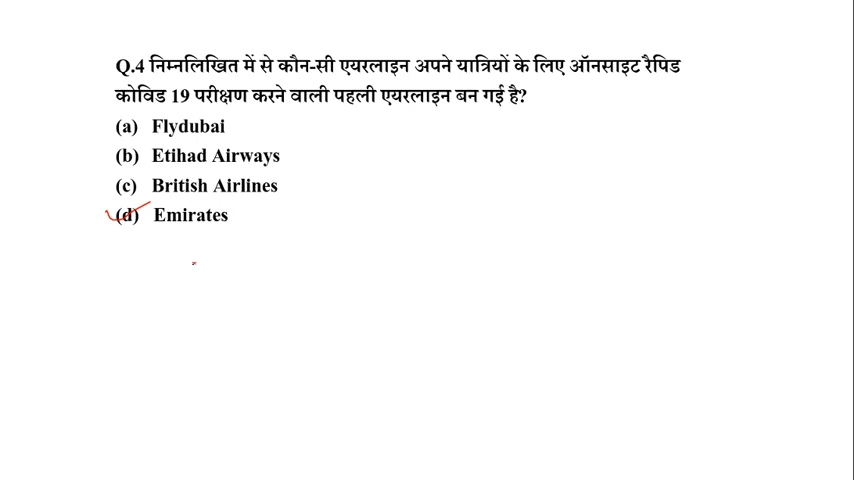 Q.4 निम्नलिखित में से कौन-सी एयरलाइन अपने यात्रियों के लिए ऑनसाइट रैपिड
कोविड 19 परीक्षण करने वाली पहली एयरलाइन बन गई है?
(a) Flydubai
(b) Etihad Airways
(c) British Airlines
(d) Emirates